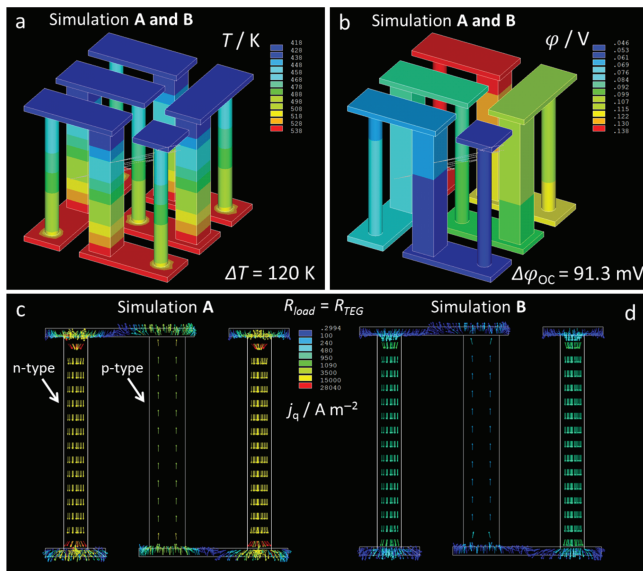 a
Simulation A and B
T / K
418
428
438
448
458
468
478
488
498
508
518
528
538
ΔT = 120 K
b
Simulation A and B
φ / V
.046
.053
.061
.069
.076
.084
.092
.099
.107
.115
.122
.130
.138
ΔφOC = 91.3 mV
c
Simulation A
n-type
p-type
Rload = RTEG
.2994
100
240
480
950
1090
3500
15000
28040
jq / A m−2
Simulation B
d